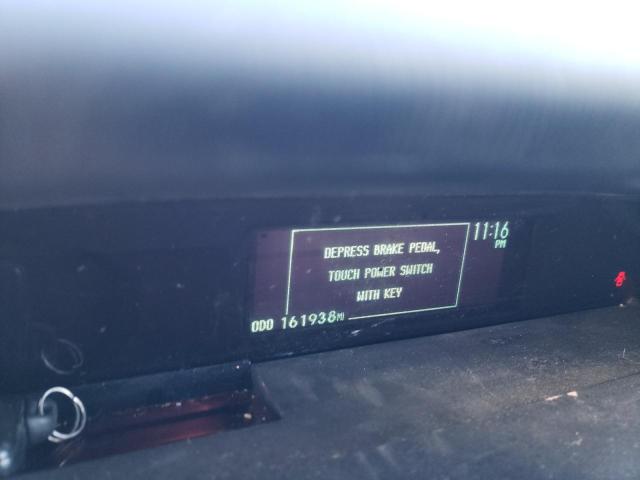 11:16
PM
DEPRESS BRAKE PEDAL,
TOUCH POWER SWITCH
WITH KEY
ODO 161938MI